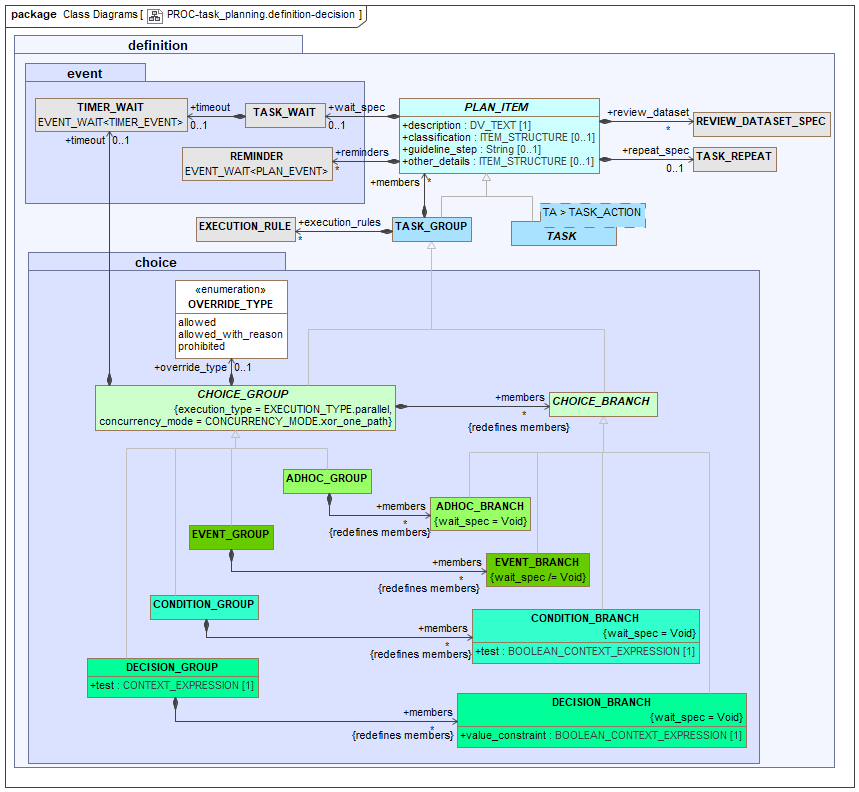 package Class Diagrams [ PROC-task_planning.definition-decision ]
definition
event
TIMER_WAIT
EVENT_WAIT<TIMER_EVENT>
+timeout
0..1
TASK_WAIT
+wait_spec
0..1
PLAN_ITEM
+description : DV_TEXT [1]
+classification : ITEM_STRUCTURE [0..1]
+guideline_step : String [0..1]
+other_details : ITEM_STRUCTURE [0..1]
+review_dataset
*
REVIEW_DATASET_SPEC
+timeout 0..1
REMINDER
EVENT_WAIT<PLAN_EVENT>
+reminders
*
+repeat_spec
0..1
TASK_REPEAT
+members *
EXECUTION_RULE
+execution_rules
*
TASK_GROUP
TA > TASK_ACTION
TASK
choice
«enumeration»
OVERRIDE_TYPE
allowed
allowed_with_reason
prohibited
+override_type 0..1
CHOICE_GROUP
{execution_type = EXECUTION_TYPE.parallel,
concurrency_mode = CONCURRENCY_MODE.xor_one_path}
+members
*
{redefines members}
CHOICE_BRANCH
ADHOC_GROUP
+members
*
{redefines members}
ADHOC_BRANCH
{wait_spec = Void}
EVENT_GROUP
+members
*
{redefines members}
EVENT_BRANCH
{wait_spec /= Void}
CONDITION_GROUP
+members
*
{redefines members}
CONDITION_BRANCH
{wait_spec = Void}
+test : BOOLEAN_CONTEXT_EXPRESSION [1]
DECISION_GROUP
+test : CONTEXT_EXPRESSION [1]
+members
*
{redefines members}
DECISION_BRANCH
{wait_spec = Void}
+value_constraint : BOOLEAN_CONTEXT_EXPRESSION [1]